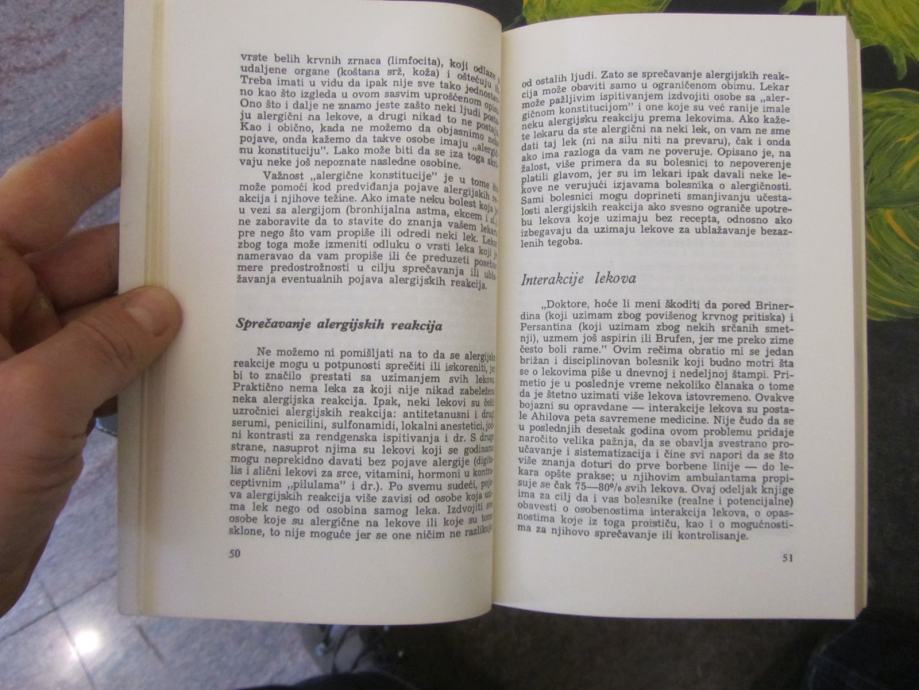 vrste belih krvnih zrnaca (limfocita), koji odlaze u
udaljene organe (koštana srž, koža) i oštećuju ih.
Treba imati u vidu da ipak nije sve tako jednostav-
no kao što izgleda u ovom sasvim uprošćenom opisu.
Ono što i dalje ne znamo jeste zašto neki ljudi posta-
ju alergični na lekove, a drugi nikad to ne postaju.
Kao i obično, kada ne možemo da objasnimo neke
pojave, onda kažemo da takve osobe imaju „alergič-
nu konstituciju". Lako može biti da se iza toga skri-
vaju neke još nepoznate nasledne osobine.
Važnost „alergične konstitucije" je u tome što
može pomoći kod predviđanja pojave alergijskih re-
akcija i njihove težine. Ako imate neku bolest koja je
u vezi sa alergijom (bronhijalna astma, ekcem i sl.)
ne zaboravite da to stavite do znanja vašem lekaru
pre nego što vam propiše ili odredi neki lek. Lekar
zbog toga može izmeniti odluku o vrsti leka koji je
nameravao da vam propiše ili će preduzeti posebne
mere predostrožnosti u cilju sprečavanja ili ubla-
žavanja eventualnih pojava alergijskih reakcija.
Sprečavanje alergijskih reakcija
Ne možemo ni pomišljati na to da se alergijske
reakcije mogu u potpunosti sprečiti ili iskoreniti, jer
bi to značilo prestati sa uzimanjem svih lekova.
Praktično nema leka za koji nije nikad zabeležena
neka alergijska reakcija. Ipak, neki lekovi su češći
uzročnici alergijskih reakcija: antitetanusni i drugi
serumi, penicilini, sulfonamidi, lokalni anestetici, jod-
ni kontrasti za rendgenska ispitivanja i dr. S druge
strane, nasuprot njima su lekovi koji se godinama
mogu neprekidno davati bez pojave alergije (digita-
lis i slični lekovi za srce, vitamini, hormoni u kontra-
ceptivnim „pilulama" i dr.). Po svemu sudeći, poja-
va alergijskih reakcija više zavisi od osobe koja uzi-
ma lek nego od osobina samog leka. Izdvojiti sve
osobe koje su alergične na lekove ili koje su tome
sklone, to nije moguće jer se one ničim ne razlikuju
50
od ostalih ljudi. Zato se sprečavanje alergijskih reak-
cija može obaviti samo u ograničenom obimu. Lekar
može pažljivim ispitivanjem izdvojiti osobe sa „aler-
gičnom konstitucijom" i one koje su već ranije imale
neku alergijsku reakciju prema lekovima. Ako kaže-
te lekaru da ste alergični na neki lek, on vam ne sme
dati taj lek (ni na silu niti na prevaru), čak i onda
ako ima razloga da vam ne poveruje. Opisano je, na
žalost, više primera da su bolesnici to nepoverenje
platili glavom, jer su im lekari ipak davali neke le-
kove ne verujući izjavama bolesnika o alergičnosti.
Sami bolesnici mogu doprineti smanjivanju učesta-
losti alergijskih reakcija ako svesno ograniče upotre-
bu lekova koje uzimaju bez recepta, odnosno ako
izbegavaju da uzimaju lekove za ublažavanje bezaz-
lenih tegoba.
Interakcije lekova
„Doktore, hoće li meni škoditi da pored Briner-
dina (koji uzimam zbog povišenog krvnog pritiska) i
Persantina (koji uzimam zbog nekih srčanih smet-
nji), uzmem još aspirin ili Brufen, jer me preko zime
često boli rame." Ovim rečima obratio mi se jedan
brižan i disciplinovan bolesnik koji budno motri šta
se o lekovima piše u dnevnoj i nedeljnoj štampi. Pri-
metio je u poslednje vreme nekoliko članaka o tome
da je štetno uzimati više lekova istovremeno. Ovakve
bojazni su opravdane — interakcije lekova su posta-
le Ahilova peta savremene medicine. Nije čudo da se
u poslednjih desetak godina ovom problemu pridaje
naročito velika pažnja, da se obavlja svestrano pro-
učavanje i sistematizacija i čine svi napori da se što
više znanja doturi do prve borbene linije — do le-
kara opšte prakse; u njihovim ambulantama propi-
suje se čak 75—80% svih lekova. Ovaj odeljak knjige
ima za cilj da i vas bolesnike (realne i potencijalne)
obavesti o osobenostima interakcija lekova, o opas-
nostima koje iz toga proističu, kao i o mogućnosti-
ma za njihovo sprečavanje ili kontrolisanje.
51